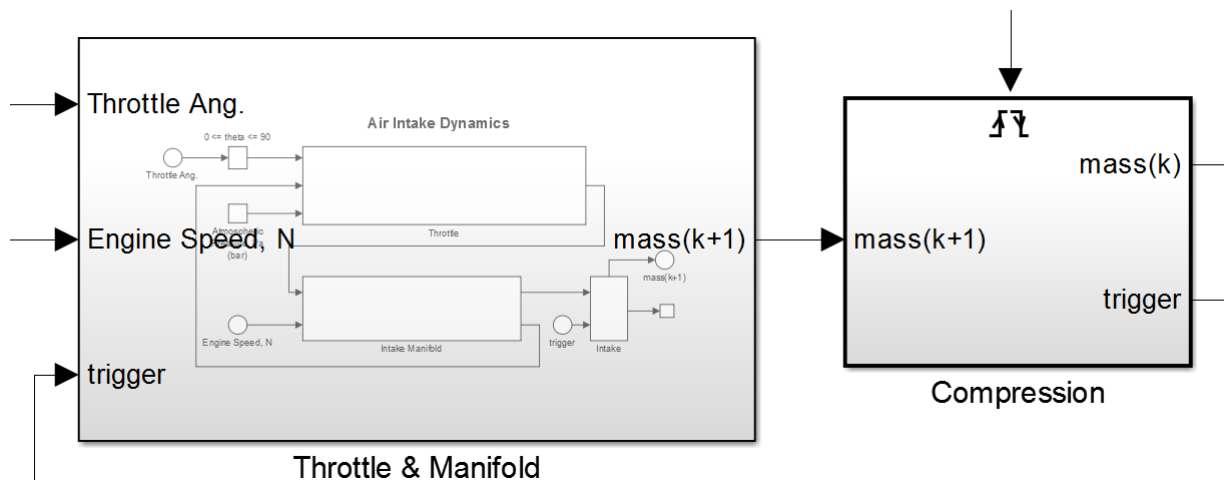 Throttle Ang.
Air Intake Dynamics
0 <= theta <= 90
Throttle Ang.
mass(k)
Engine Speed, N
Atmospheric
(bar)
Throttle
mass(k+1)
mass(k+1)
mass(k+1)
trigger
Engine Speed, N
Intake Manifold
trigger
Intake
trigger
Compression
Throttle & Manifold